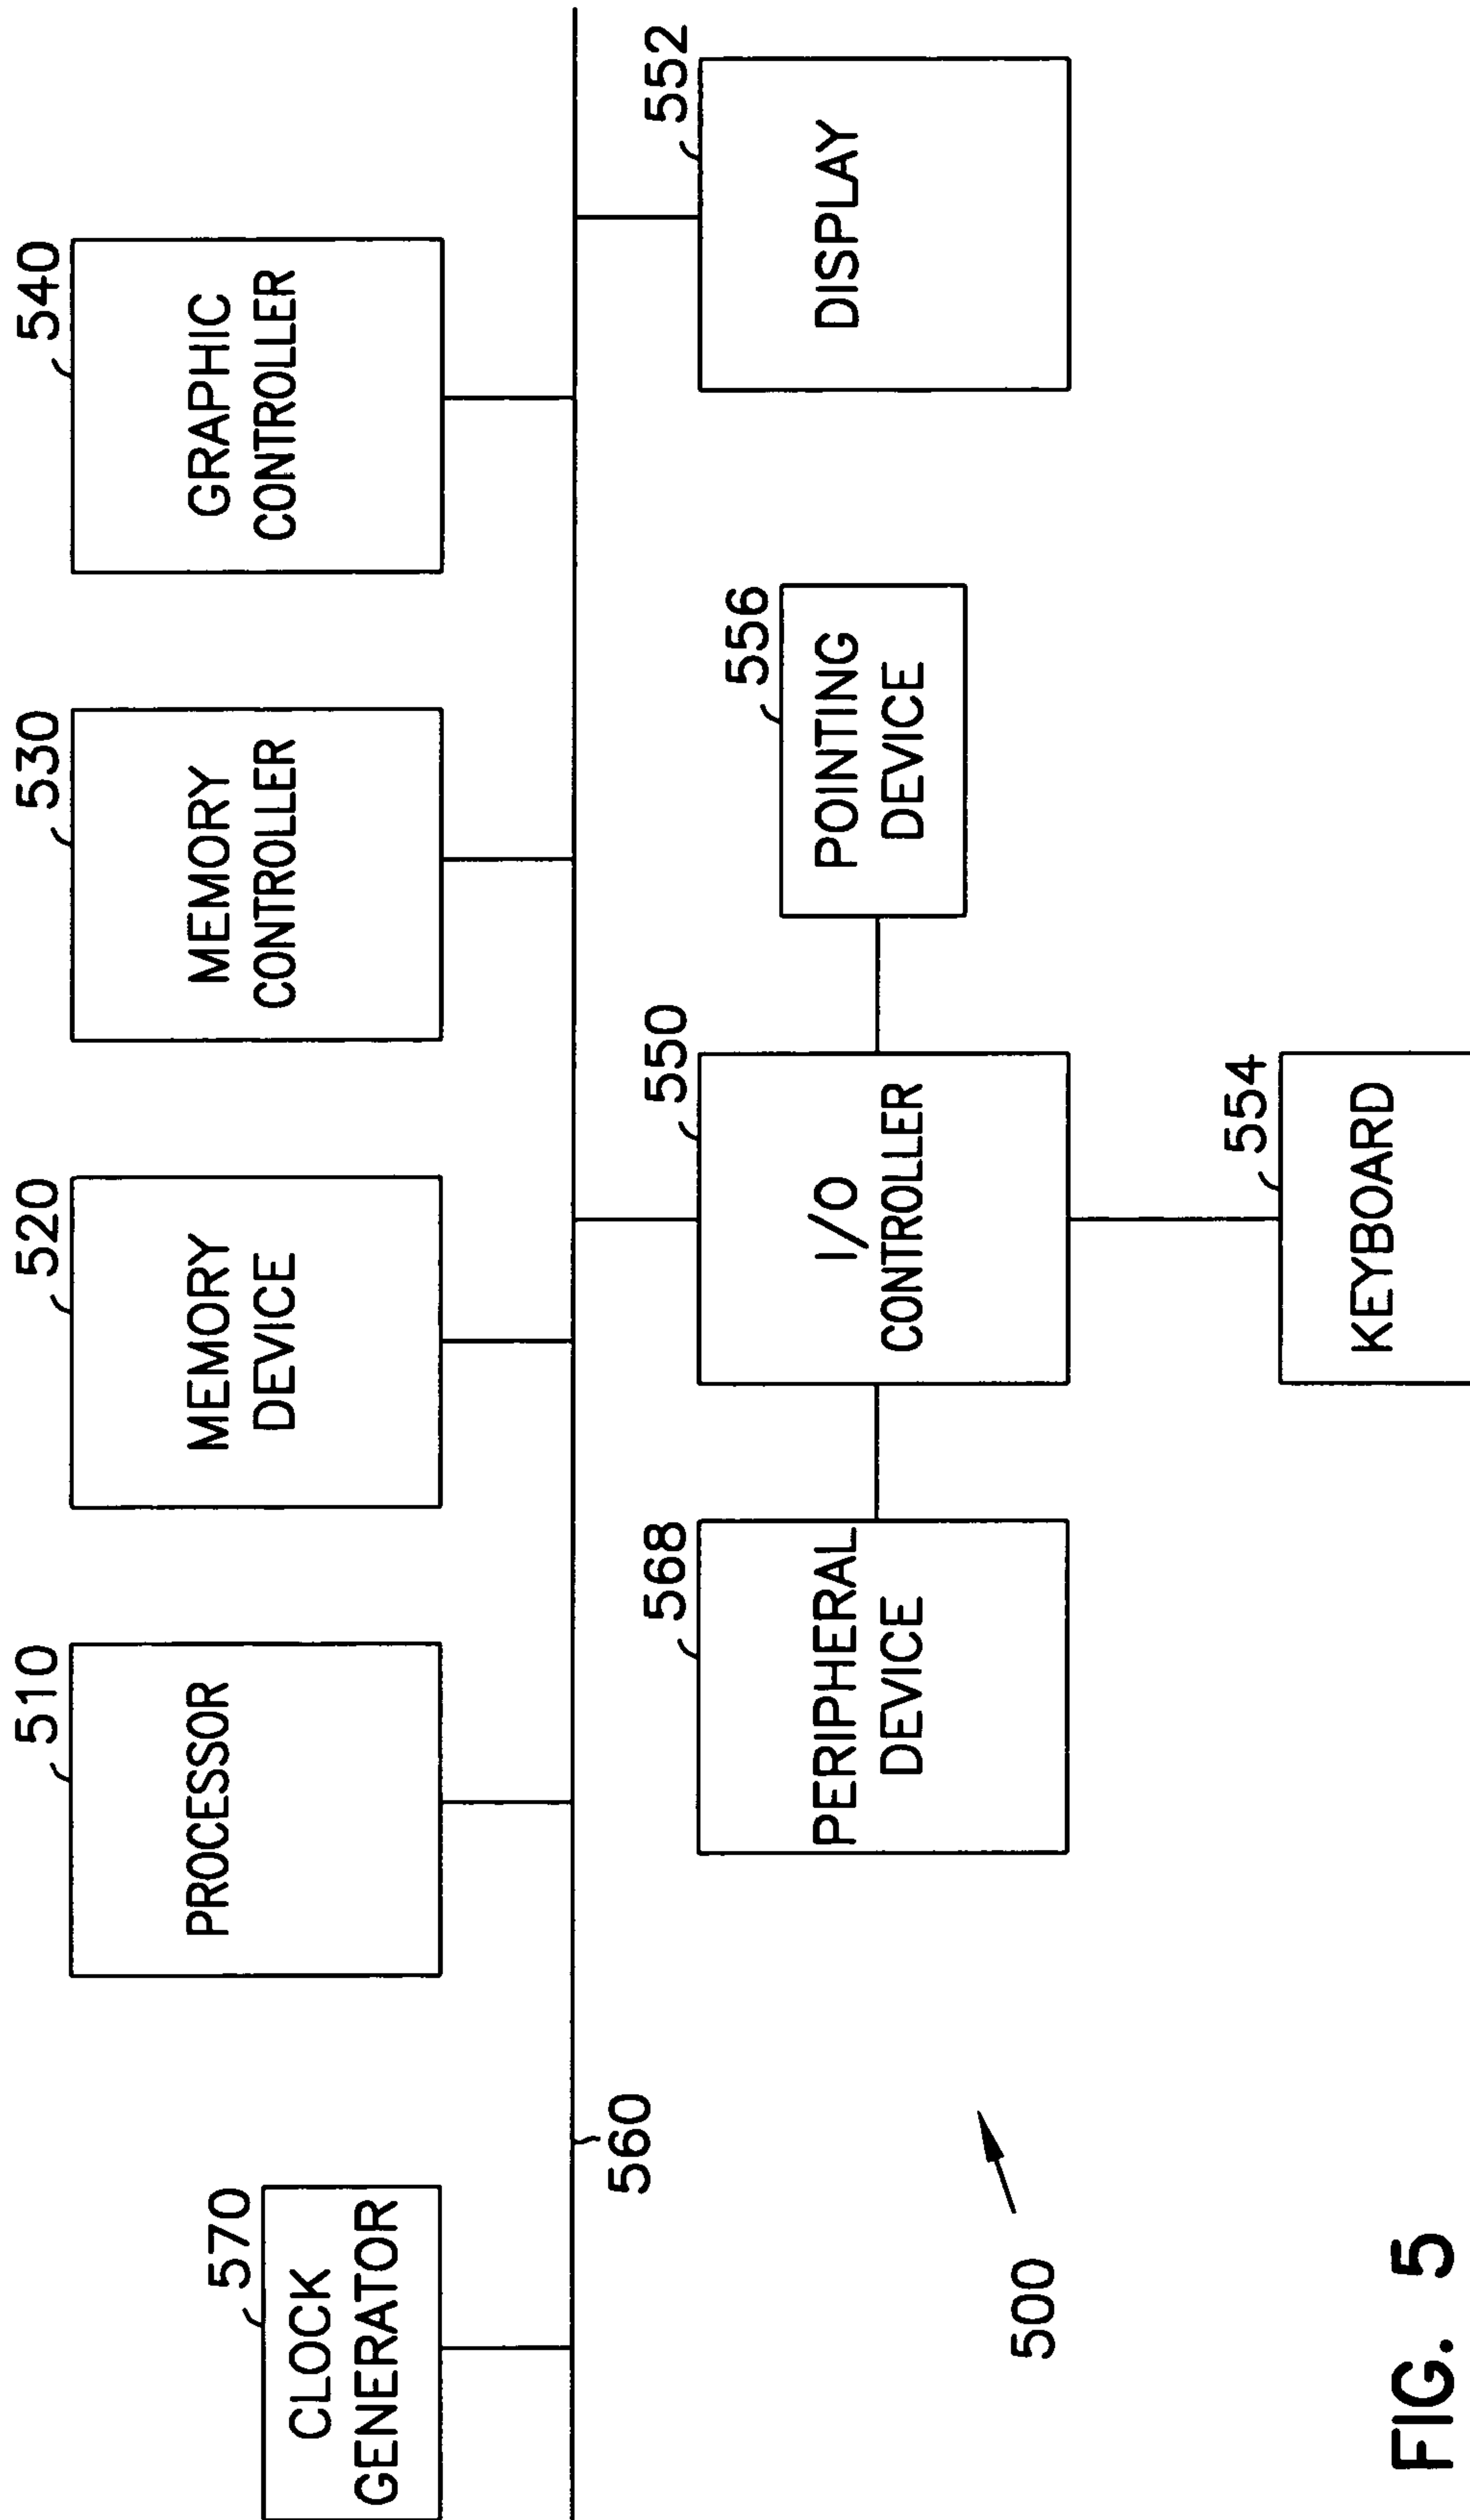 570
CLOCK
GENERATOR
510
PROCESSOR
520
MEMORY
DEVICE
530
MEMORY
CONTROLLER
540
GRAPHIC
CONTROLLER
560
568
PERIPHERAL
DEVICE
550
I/O
CONTROLLER
556
POINTING
DEVICE
552
DISPLAY
500
554
KEYBOARD
FIG. 5